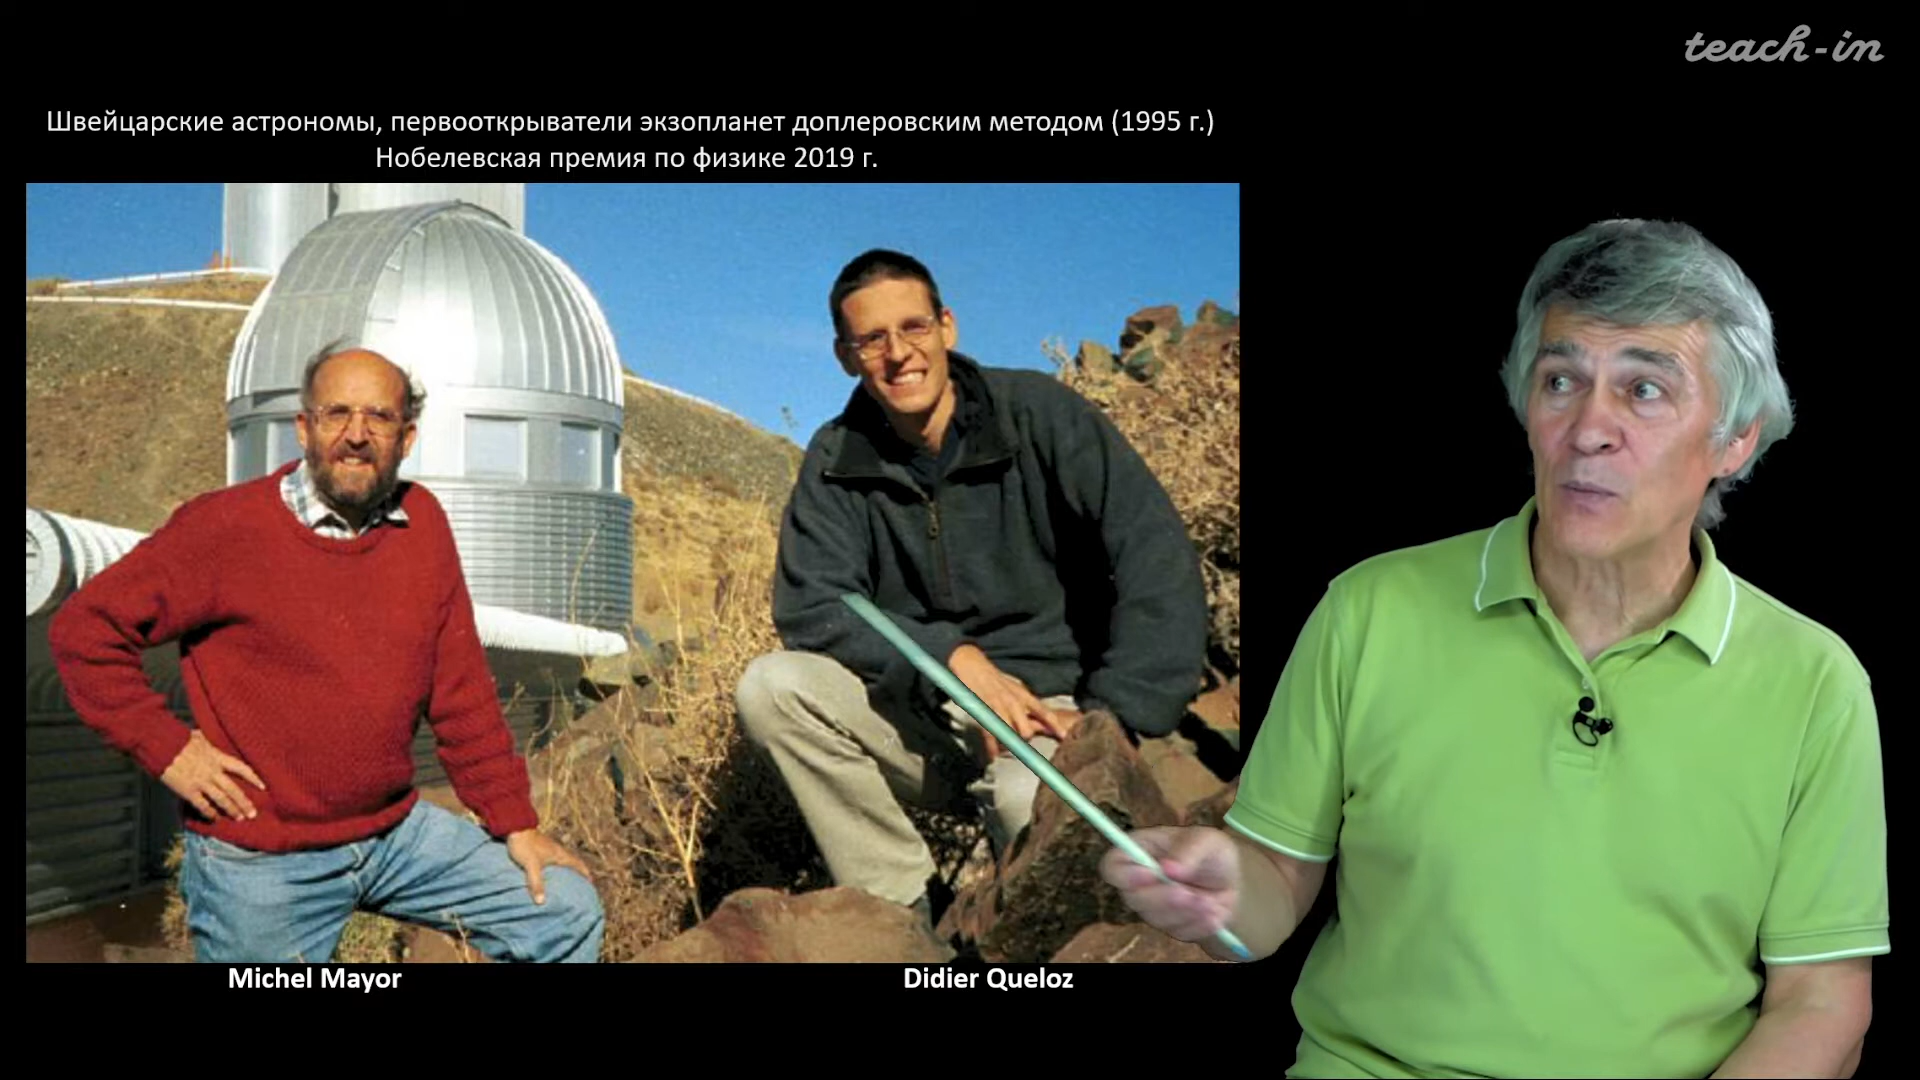 teach-in
Швейцарские астрономы, первооткрыватели экзопланет доплеровским методом (1995 г.)
Нобелевская премия по физике 2019 г.
Michel Mayor
Didier Queloz